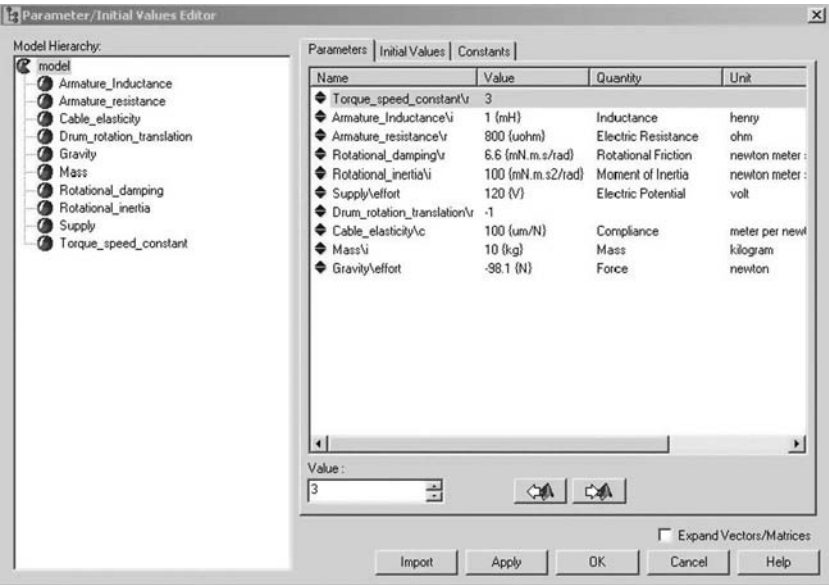 Parameter/Initial Values Editor
Model Hierarchy:
model
Armature_Inductance
Armature_resistance
Cable_elasticity
Drum_rotation_translation
Gravity
Mass
Rotational_damping
Rotational_inertia
Supply
Torque_speed_constant
Parameters Initial Values Constants
Name Value Quantity Unit
Torque_speed_constant\r 3
Armature_Inductance\i 1 {mH} Inductance henry
Armature_resistance\r 800 {uohm} Electric Resistance ohm
Rotational_damping\r 6.6 {mN.m.s/rad} Rotational Friction newton meter
Rotational_inertia\i 100 {mN.m.s2/rad} Moment of Inertia newton meter
Supply\effort 120 {V} Electric Potential volt
Drum_rotation_translation\r -1
Cable_elasticity\c 100 {um/N} Compliance meter per
Mass\i 10 {kg} Mass kilogram
Gravity\effort -98.1 {N} Force newton
Value :
3
Expand Vectors/Matrices
Import Apply OK Cancel Help